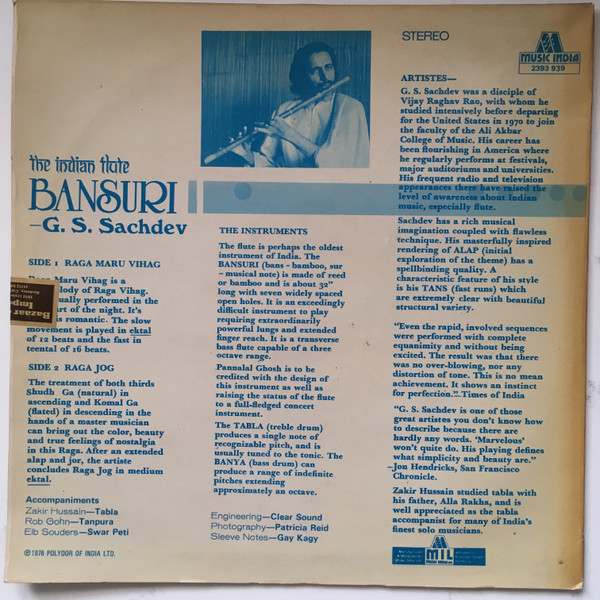 STEREO
MUSIC INDIA
2393 939
the indian flute
BANSURI
—G. S. Sachdev
SIDE 1 RAGA MARU VIHAG
Maru Vihag is a
lody of Raga Vihag.
ually performed in the
rt of the night. It's
is romantic. The slow
movement is played in ektal
of 12 beats and the fast in
teental of 16 beats.
SIDE 2 RAGA JOG
The treatment of both thirds
Shudh Ga (natural) in
ascending and Komal Ga
(flated) in descending in the
hands of a master musician
can bring out the color, beauty
and true feelings of nostalgia
in this Raga. After an extended
alap and jor, the artiste
concludes Raga Jog in medium
ektal.
Accompaniments
Zakir Hussain—Tabla
Rob Gohn—Tanpura
Elb Souders—Swar Peti
℗1976 POLYDOR OF INDIA LTD.
Bazaar
Impo
THE INSTRUMENTS
The flute is perhaps the oldest
instrument of India. The
BANSURI (bans - bamboo, sur
- musical note) is made of reed
or bamboo and is about 32"
long with seven widely spaced
open holes. It is an exceedingly
difficult instrument to play
requiring extraordinarily
powerful lungs and extended
finger reach. It is a transverse
bass flute capable of a three
octave range.
Pannalal Ghosh is to be
credited with the design of
this instrument as well as
raising the status of the flute
to a full-fledged concert
instrument.
The TABLA (treble drum)
produces a single note of
recognizable pitch, and is
usually tuned to the tonic. The
BANYA (bass drum) can
produce a range of indefinite
pitches extending
approximately an octave.
Engineering—Clear Sound
Photography—Patricia Reid
Sleeve Notes—Gay Kagy
ARTISTES—
G. S. Sachdev was a disciple of
Vijay Raghav Rao, with whom he
studied intensively before departing
for the United States in 1970 to join
the faculty of the Ali Akbar
College of Music. His career has
been flourishing in America where
he regularly performs at festivals,
major auditoriums and universities.
His frequent radio and television
appearances there have raised the
level of awareness about Indian
music, especially flute.
Sachdev has a rich musical
imagination coupled with flawless
technique. His masterfully inspired
rendering of ALAP (initial
exploration of the theme) has a
spellbinding quality. A
characteristic feature of his style
is his TANS (fast runs) which
are extremely clear with beautiful
structural variety.
"Even the rapid, involved sequences
were performed with complete
equanimity and without being
excited. The result was that there
was no over-blowing, nor any
distortion of tone. This is no mean
achievement. It shows an instinct
for perfection."—Times of India
"G. S. Sachdev is one of those
great artistes you don't know how
to describe because there are
hardly any words. 'Marvelous'
won't quite do. His playing defines
what simplicity and beauty are."
—Jon Hendricks, San Francisco
Chronicle.
Zakir Hussain studied tabla with
his father, Alla Rakha, and is
well appreciated as the tabla
accompanist for many of India's
finest solo musicians.
MIL